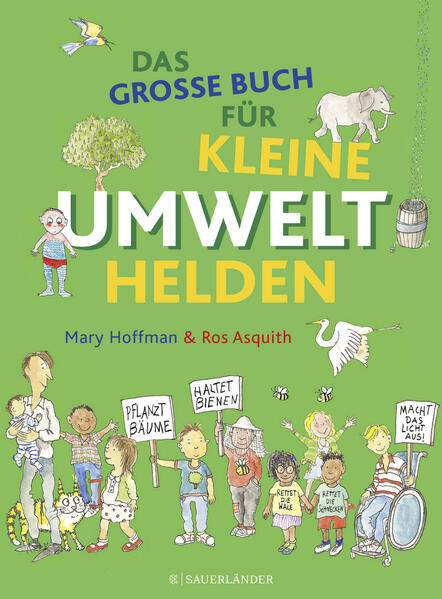 DAS
GROSSE BUCH
FÜR
KLEINE
UMWELT
HELDEN
Mary Hoffman & Ros Asquith
PFLANZT
BÄUME
HALTET
BIENEN
MACHT
DAS
LICHT
AUS!
RETTET
DIE
WALE
RETTET
DIE
SCHNECKEN
SAUERLÄNDER